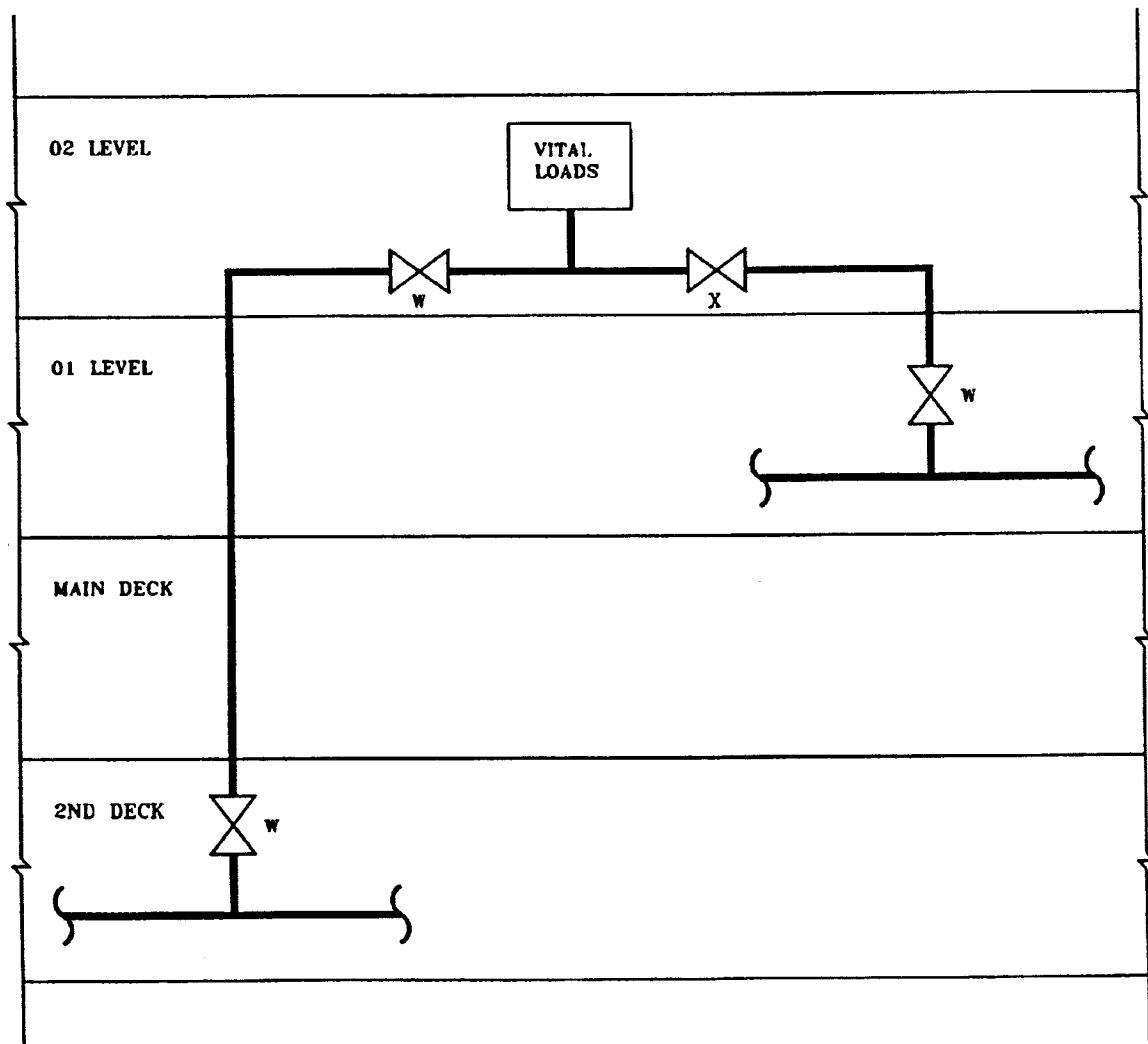 02 LEVEL
VITAL
LOADS
W
X
01 LEVEL
W
MAIN DECK
2ND DECK
W